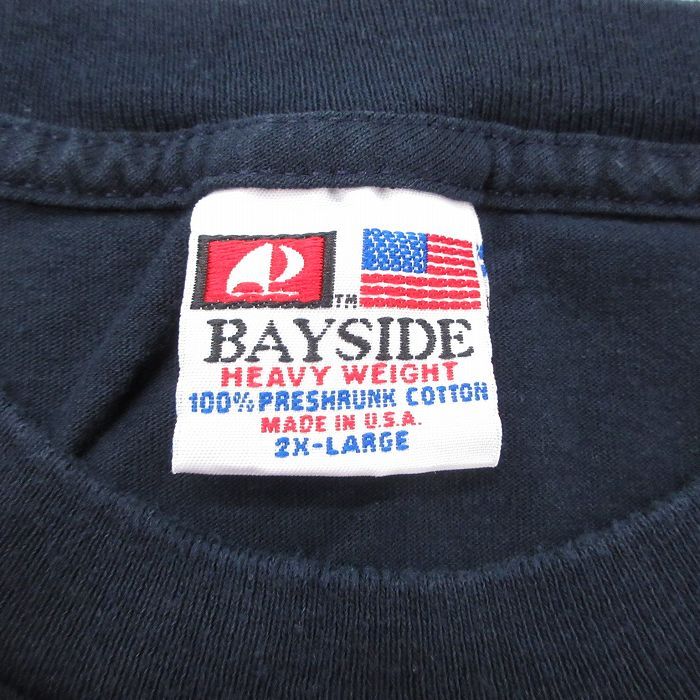 TM
BAYSIDE
HEAVY WEIGHT
100% PRESHRUNK COTTON
MADE IN U.S.A.
2X-LARGE